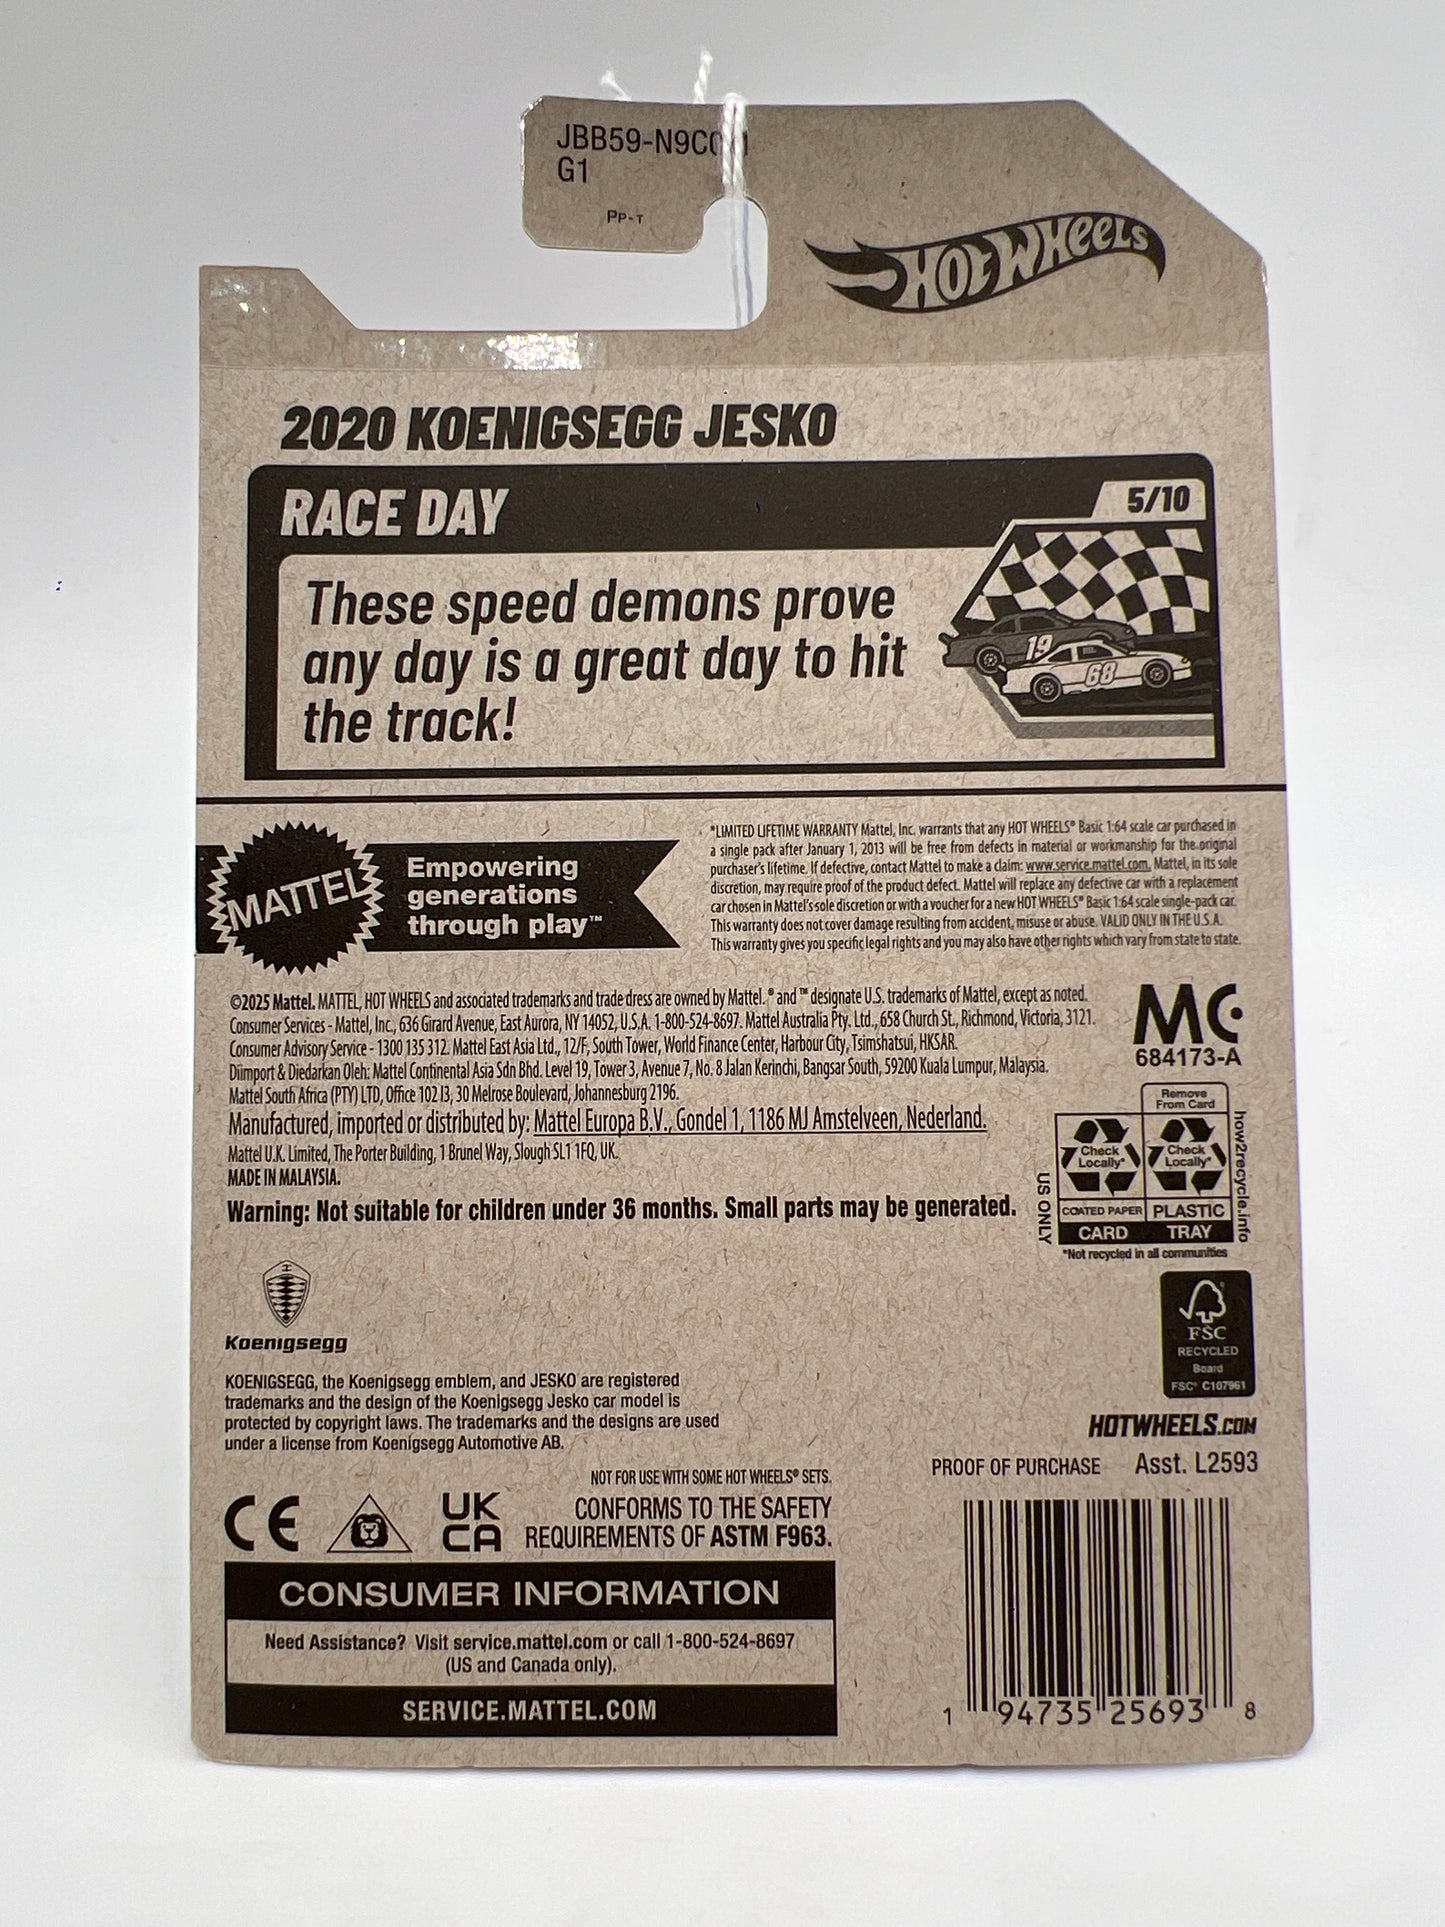 JBB59-N9C
G1
PP-T
HOT WHEELS
2020 KOENIGSEGG JESKO
RACE DAY
5/10
These speed demons prove
any day is a great day to hit
the track!
19
68
MATTEL
Empowering
generations
through play™
*LIMITED LIFETIME WARRANTY Mattel, Inc. warrants that any HOT WHEELS® Basic 1:64 scale car purchased in
a single pack after January 1, 2013 will be free from defects in material or workmanship for the original
purchaser's lifetime. If defective, contact Mattel to make a claim: www.service.mattel.com. Mattel, in its sole
discretion, may require proof of the product defect. Mattel will replace any defective car with a replacement
car chosen in Mattel's sole discretion or with a voucher for a new HOT WHEELS® Basic 1:64 scale single-pack car.
This warranty does not cover damage resulting from accident, misuse or abuse. VALID ONLY IN THE U.S.A.
This warranty gives you specific legal rights and you may also have other rights which vary from state to state.
©2025 Mattel. MATTEL, HOT WHEELS and associated trademarks and trade dress are owned by Mattel. ® and ™ designate U.S. trademarks of Mattel, except as noted.
Consumer Services - Mattel, Inc., 636 Girard Avenue, East Aurora, NY 14052, U.S.A. 1-800-524-8697. Mattel Australia Pty. Ltd., 658 Church St., Richmond, Victoria, 3121.
Consumer Advisory Service - 1300 135 312. Mattel East Asia Ltd., 12/F, South Tower, World Finance Center, Harbour City, Tsimshatsui, HKSAR.
Diimport & Diedarkan Oleh: Mattel Continental Asia Sdn Bhd. Level 19, Tower 3, Avenue 7, No. 8 Jalan Kerinchi, Bangsar South, 59200 Kuala Lumpur, Malaysia.
Mattel South Africa (PTY) LTD, Office 102 I3, 30 Melrose Boulevard, Johannesburg 2196.
Manufactured, imported or distributed by: Mattel Europa B.V., Gondel 1, 1186 MJ Amstelveen, Nederland.
Mattel U.K. Limited, The Porter Building, 1 Brunel Way, Slough SL1 1FQ, UK.
MADE IN MALAYSIA.
Warning: Not suitable for children under 36 months. Small parts may be generated.
MC
684173-A
Remove
From Card
Check
Locally*
Check
Locally*
COATED PAPER
PLASTIC
CARD
TRAY
US ONLY
how2recycle.info
*Not recycled in all communities
Koenigsegg
FSC
RECYCLED
Board
FSC® C107961
KOENIGSEGG, the Koenigsegg emblem, and JESKO are registered
trademarks and the design of the Koenigsegg Jesko car model is
protected by copyright laws. The trademarks and the designs are used
under a license from Koenigsegg Automotive AB.
HOTWHEELS.COM
PROOF OF PURCHASE Asst. L2593
NOT FOR USE WITH SOME HOT WHEELS® SETS.
CE
UK
CA
CONFORMS TO THE SAFETY
REQUIREMENTS OF ASTM F963.
CONSUMER INFORMATION
Need Assistance? Visit service.mattel.com or call 1-800-524-8697
(US and Canada only).
SERVICE.MATTEL.COM
1 94735 25693 8